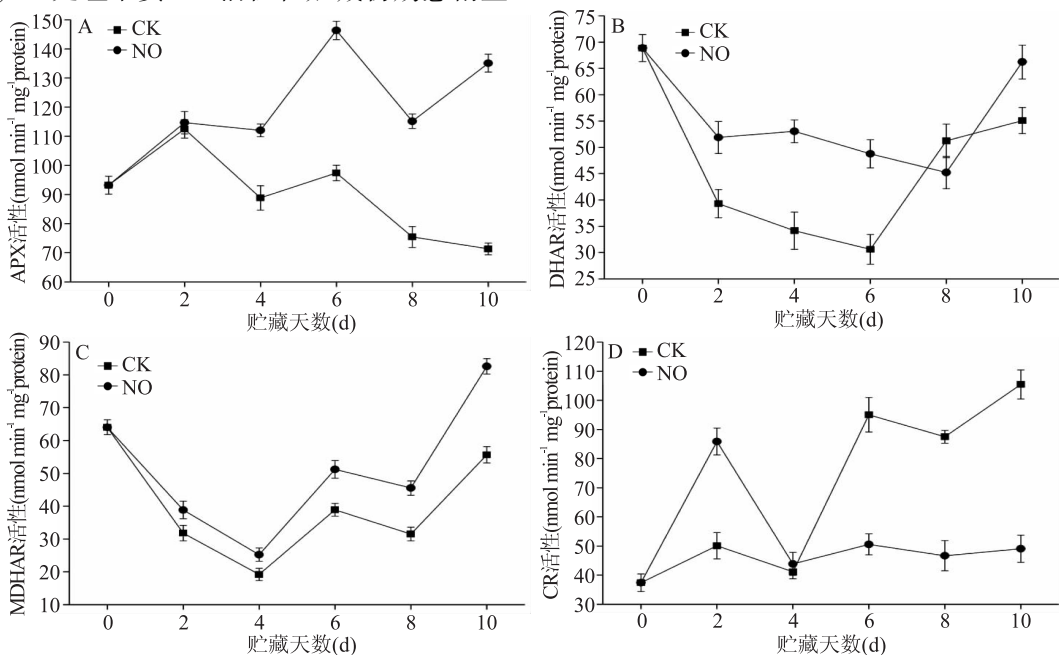 A
CK
NO
APX活性(nmol min⁻¹ mg⁻¹protein)
150
140
130
120
110
100
90
80
70
60
0 2 4 6 8 10
贮藏天数(d)
B
CK
NO
DHAR活性(nmol min⁻¹ mg⁻¹protein)
75
70
65
60
55
50
45
40
35
30
25
0 2 4 6 8 10
贮藏天数(d)
C
CK
NO
MDHAR活性(nmol min⁻¹ mg⁻¹protein)
90
80
70
60
50
40
30
20
10
0 2 4 6 8 10
贮藏天数(d)
D
CK
NO
CR活性(nmol min⁻¹ mg⁻¹protein)
120
110
100
90
80
70
60
50
40
30
0 2 4 6 8 10
贮藏天数(d)